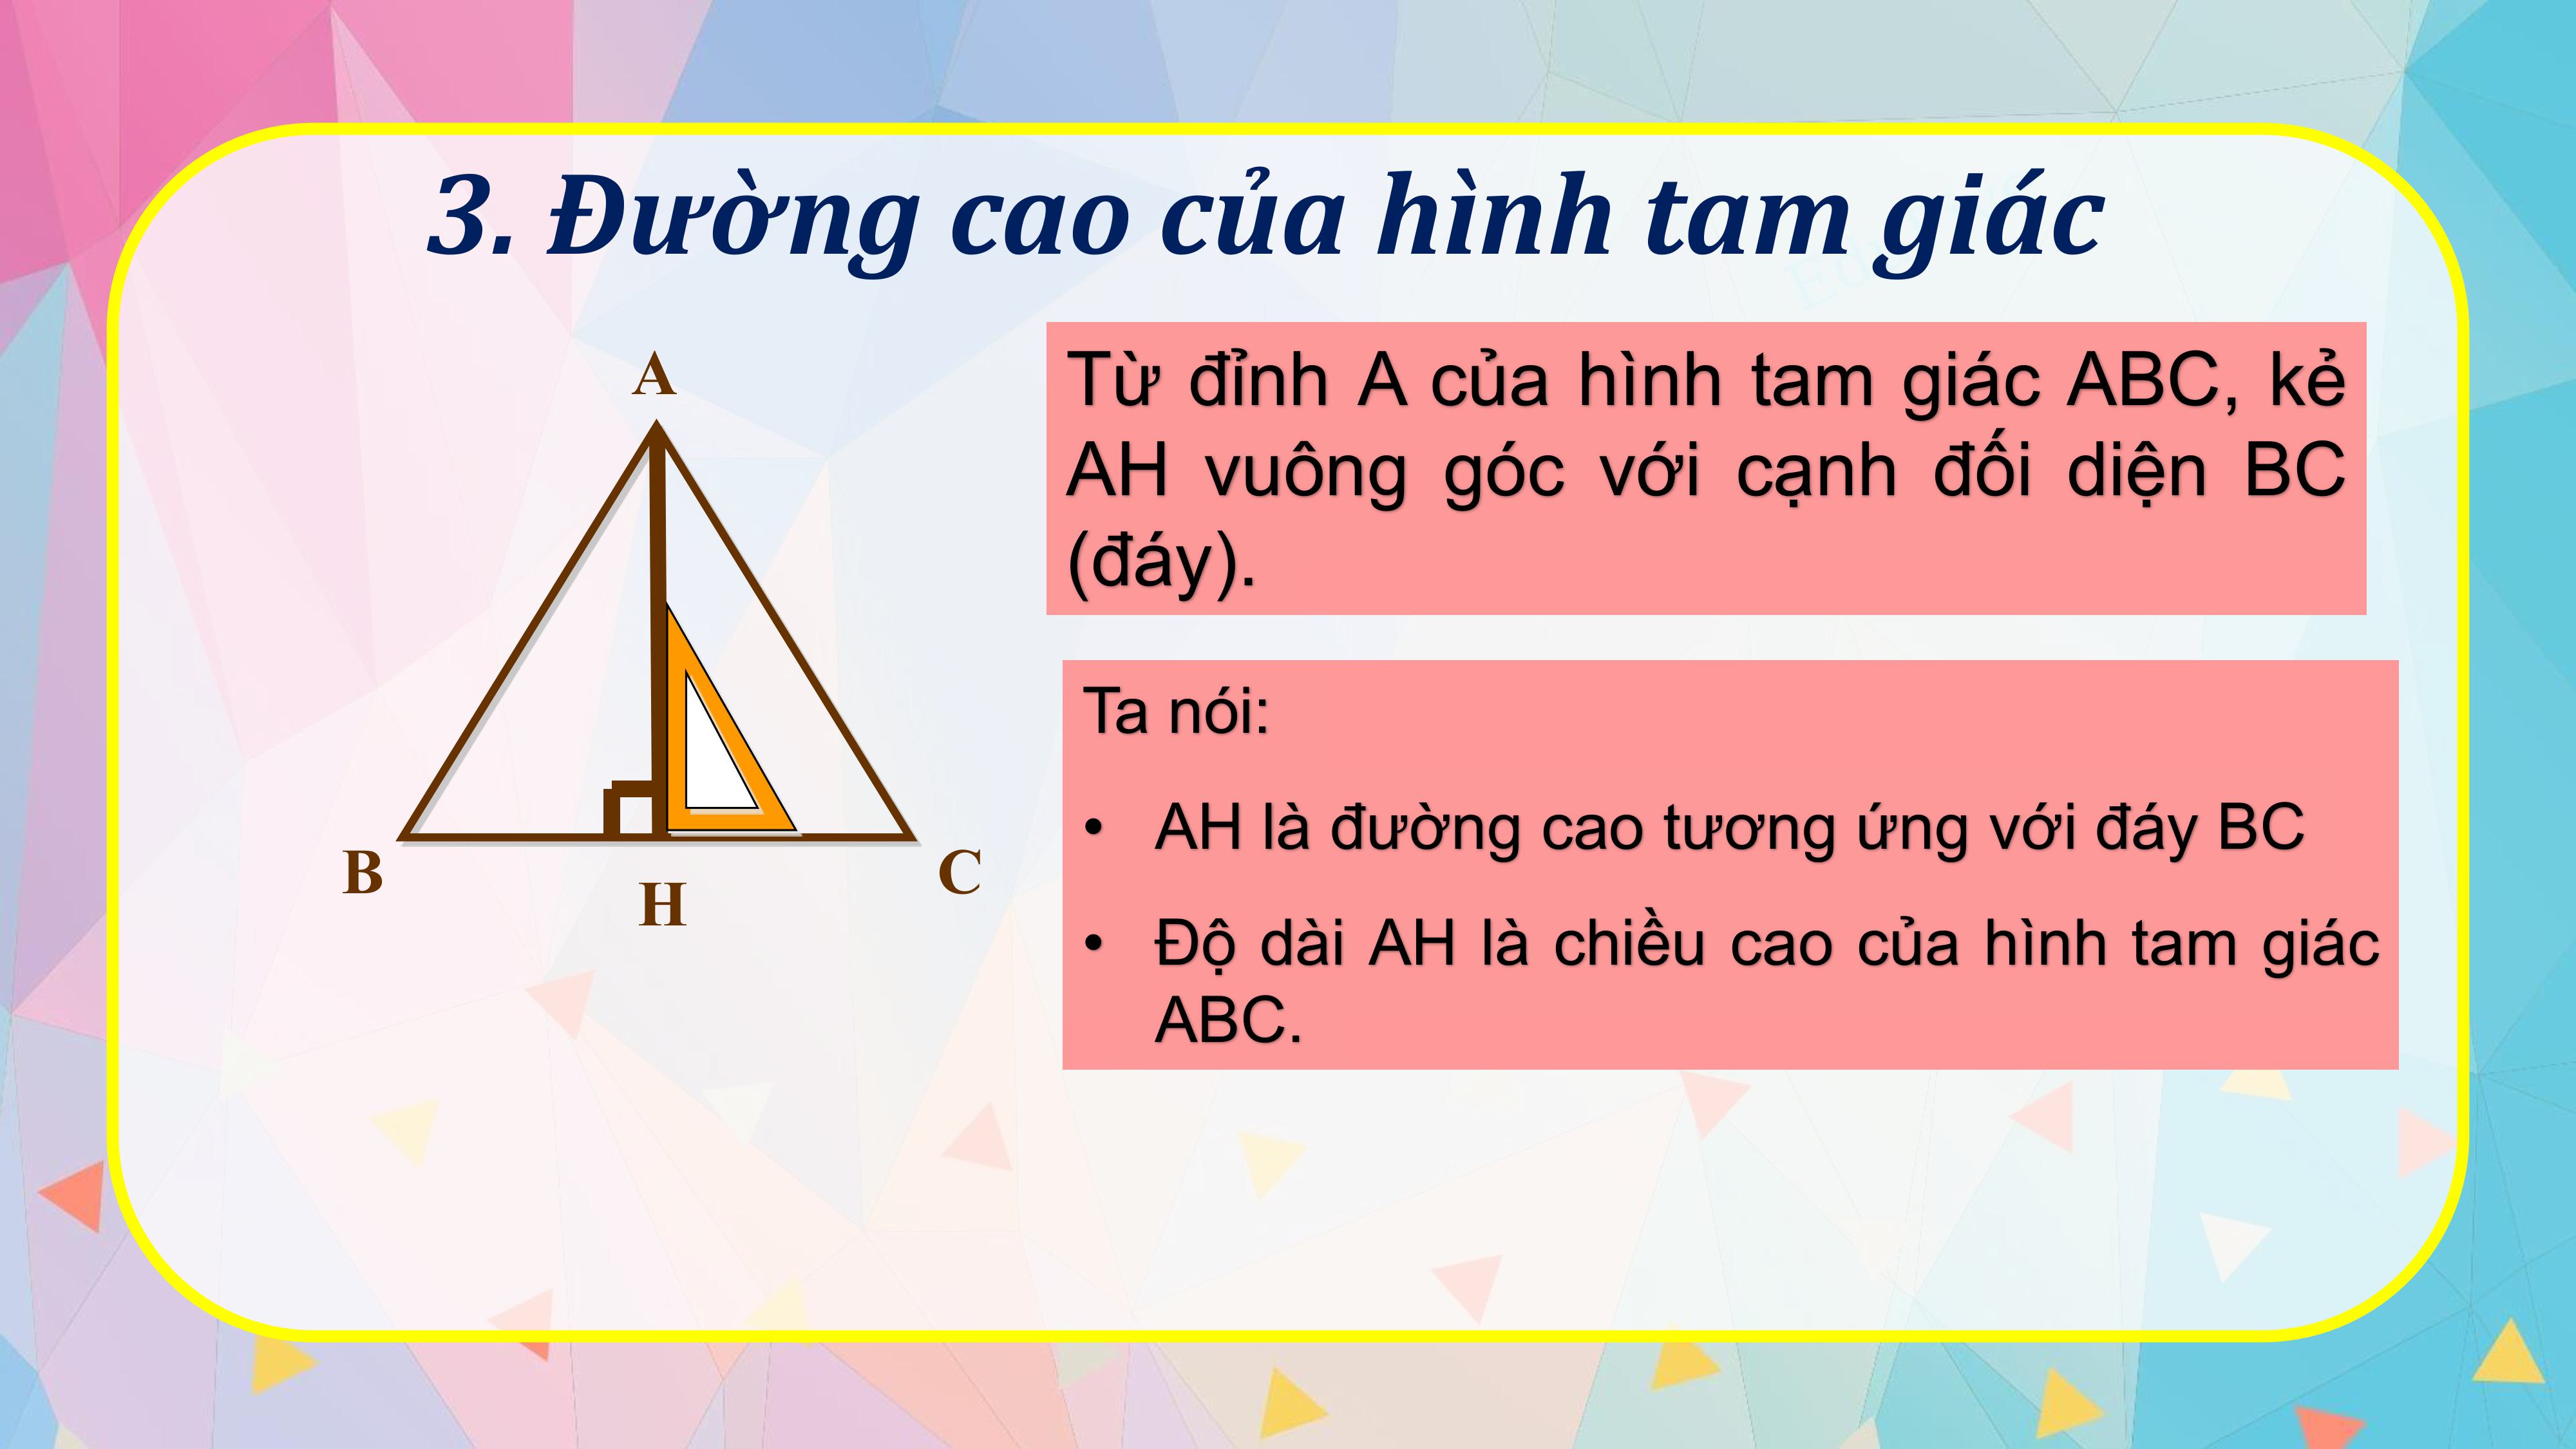 3. Đường cao của hình tam giác
A
B
H
C
Từ đỉnh A của hình tam giác ABC, kẻ
AH vuông góc với cạnh đối diện BC
(đáy).
Ta nói:
• AH là đường cao tương ứng với đáy BC
• Độ dài AH là chiều cao của hình tam giác
ABC.